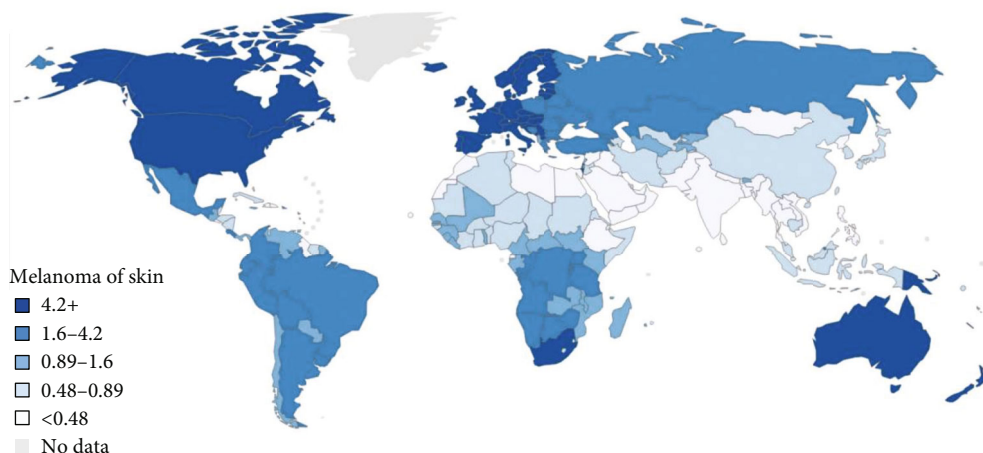 Melanoma of skin
4.2+
1.6–4.2
0.89–1.6
0.48–0.89
<0.48
No data